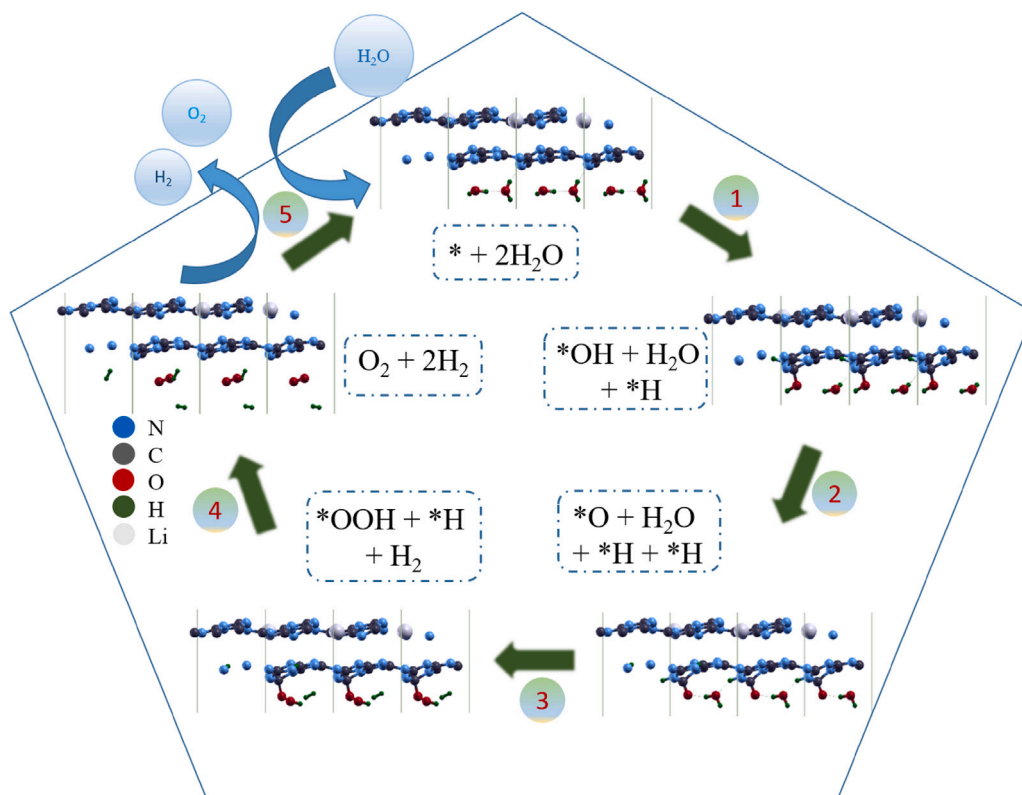 H₂O
O₂
H₂
5
1
* + 2H₂O
O₂ + 2H₂
*OH + H₂O
+ *H
N
C
O
H
Li
4
2
*OOH + *H
+ H₂
*O + H₂O
+ *H + *H
3